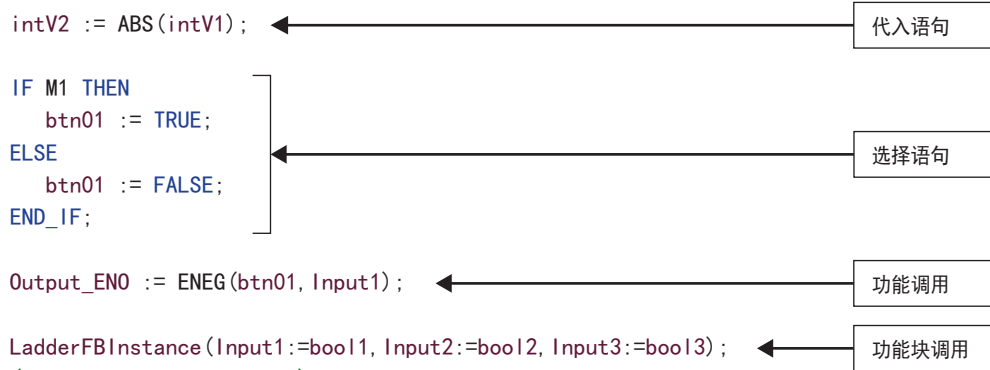 intV2 := ABS(intV1);
代入语句
IF M1 THEN
btn01 := TRUE;
ELSE
选择语句
btn01 := FALSE;
END_IF;
Output_ENO := ENEG(btn01,Input1);
功能调用
LadderFBInstance(Input1:=bool1,Input2:=bool2,Input3:=bool3);
功能块调用